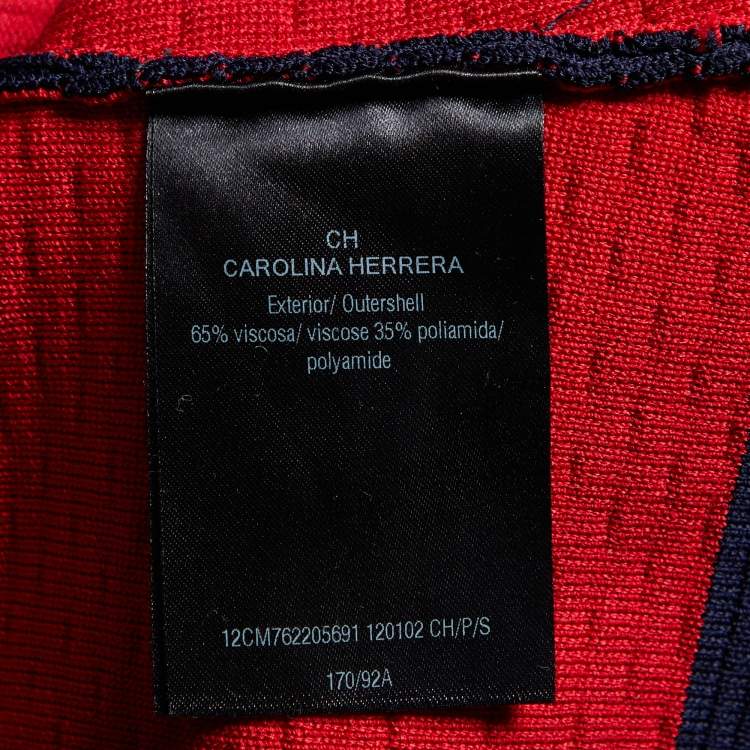 CH
CAROLINA HERRERA
Exterior/ Outershell
65% viscosa/ viscose 35% poliamida/
polyamide
12CM762205691 120102 CH/P/S
170/92A